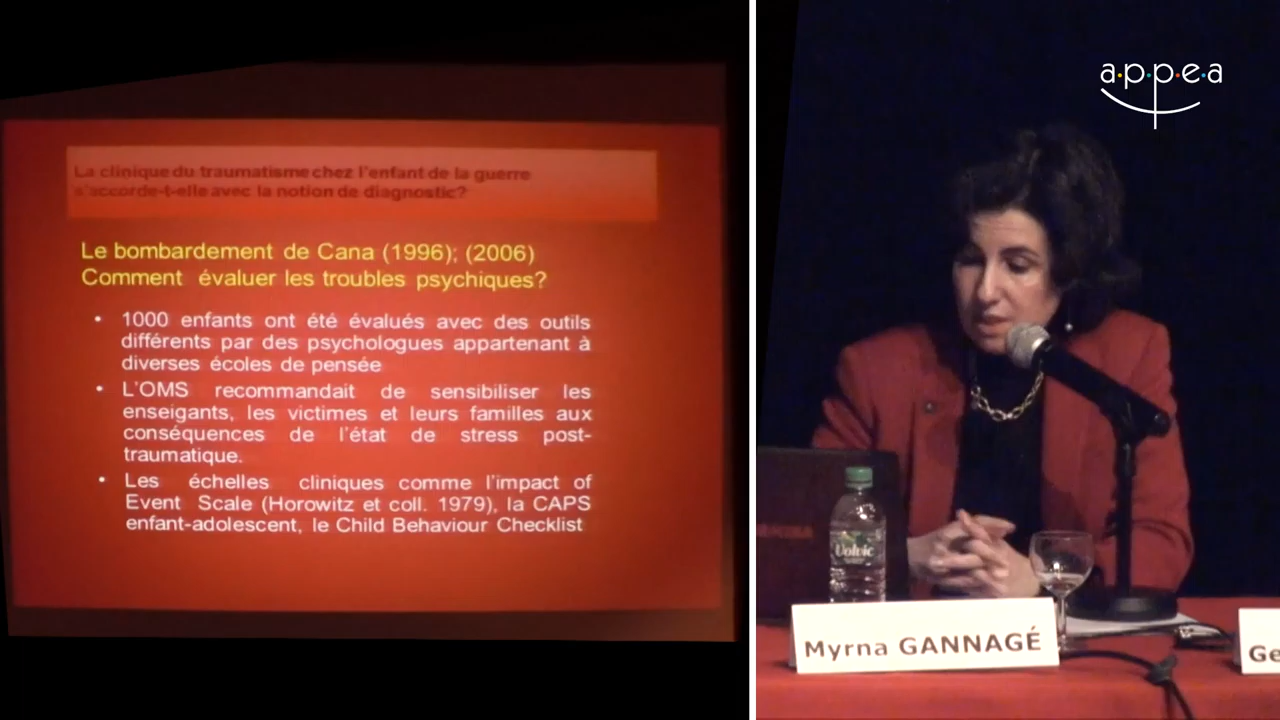 La clinique du traumatisme chez l'enfant de la guerre
s'accorde-t-elle avec la notion de diagnostic?
Le bombardement de Cana (1996); (2006)
Comment évaluer les troubles psychiques?
• 1000 enfants ont été évalués avec des outils
différents par des psychologues appartenant à
diverses écoles de pensée
• L'OMS recommandait de sensibiliser les
enseigants, les victimes et leurs familles aux
conséquences de l'état de stress post-
traumatique.
• Les échelles cliniques comme l'impact of
Event Scale (Horowitz et coll. 1979), la CAPS
enfant-adolescent, le Child Behaviour Checklist
a·p·p·e·a
Volvic
Myrna GANNAGÉ
Ge